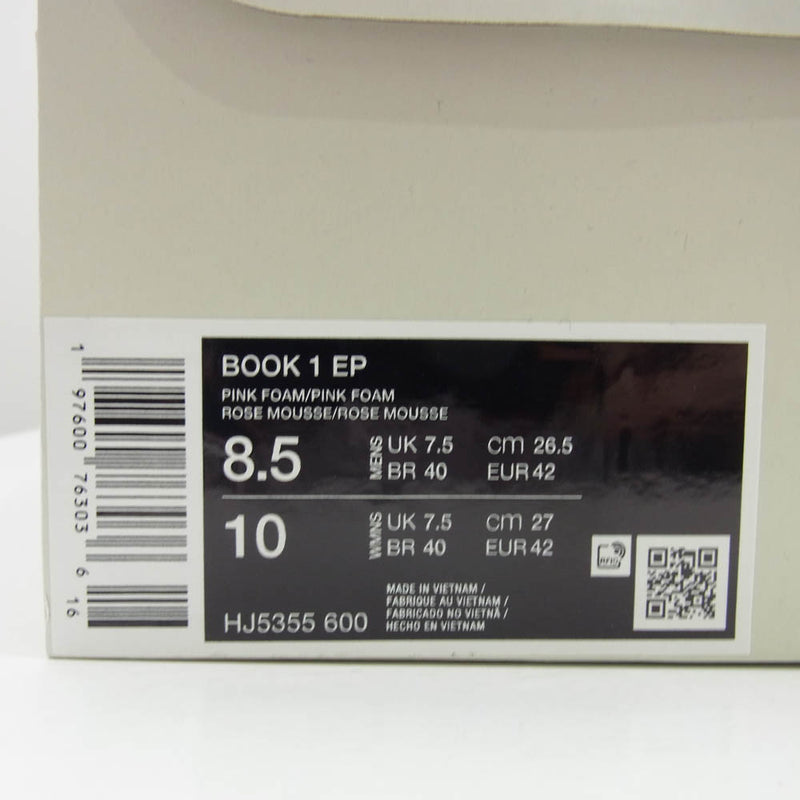 BOOK 1 EP
PINK FOAM/PINK FOAM
ROSE MOUSSE/ROSE MOUSSE
8.5 MENS UK 7.5 cm 26.5
BR 40 EUR 42
10 WMNS UK 7.5 cm 27
BR 40 EUR 42
MADE IN VIETNAM /
FABRIQUE AU VIETNAM /
FABRICADO NO VIETNÃ /
HECHO EN VIETNAM
HJ5355 600
RFID
1 97600 76303 6 16